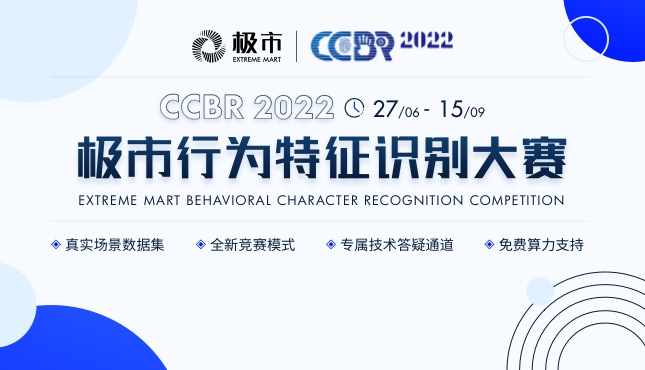 极市 CCBR 2022
EXTREME MART
CCBR 2022 27/06 - 15/09
极市行为特征识别大赛
EXTREME MART BEHAVIORAL CHARACTER RECOGNITION COMPETITION
真实场景数据集 全新竞赛模式 专属技术答疑通道 免费算力支持